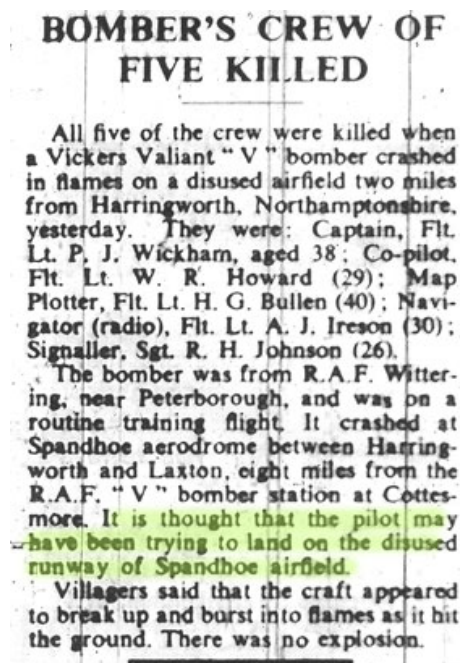 BOMBER'S CREW OF
FIVE KILLED
All five of the crew were killed when
a Vickers Valiant " V " bomber crashed
in flames on a disused airfield two miles
from Harringworth, Northamptonshire,
yesterday. They were: Captain, Flt.
Lt. P. J. Wickham, aged 38; Co-pilot,
Flt. Lt. W. R. Howard (29); Map
Plotter, Flt. Lt. H. G. Bullen (40); Navi-
gator (radio), Flt. Lt. A. J. Ireson (30);
Signaller, Sgt. R. H. Johnson (26).
The bomber was from R.A.F. Witter-
ing, near Peterborough, and was on a
routine training flight. It crashed at
Spandhoe aerodrome between Harring-
worth and Laxton, eight miles from the
R.A.F. " V " bomber station at Cottes-
more. It is thought that the pilot may
have been trying to land on the disused
runway of Spandhoe airfield.
Villagers said that the craft appeared
to break up and burst into flames as it hit
the ground. There was no explosion.